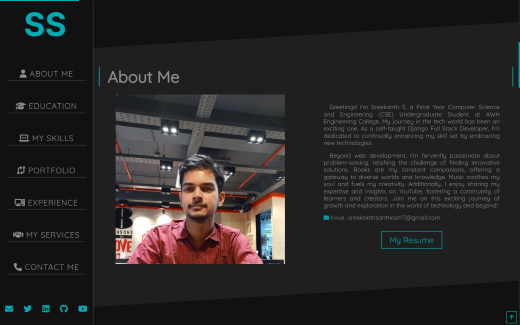 SS
ABOUT ME
EDUCATION
MY SKILLS
PORTFOLIO
EXPERIENCE
MY SERVICES
CONTACT ME
About Me
Greetings! I'm Sreekanth S, a Final Year Computer Science
and Engineering (CSE) Undergraduate Student at AWH
Engineering College. My journey in the tech world has been an
exciting one. As a self-taught Django Full Stack Developer, I'm
dedicated to continually enhancing my skill set by embracing
new technologies.
Beyond web development, I'm fervently passionate about
problem-solving, relishing the challenge of finding innovative
solutions. Books are my constant companions, offering a
gateway to diverse worlds and knowledge. Music soothes my
soul and fuels my creativity. Additionally, I enjoy sharing my
expertise and insights on YouTube, fostering a community of
learners and creators. Join me on this exciting journey of
growth and exploration in the world of technology and beyond!
Email : sreekanthsanthosh17@gmail.com
My Resume